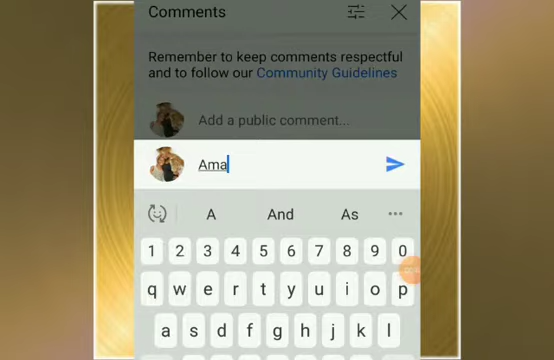 Comments
Remember to keep comments respectful
and to follow our Community Guidelines
Add a public comment...
Ama
A And As
1 2 3 4 5 6 7 8 9 0
q w e r t y u i o p
a s d f g h j k l